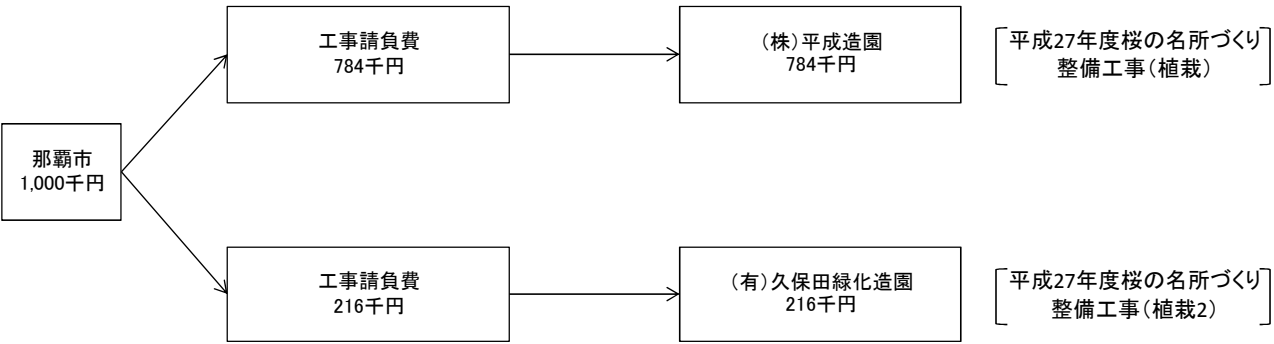 工事請負費
784千円
（株）平成造園
784千円
平成27年度桜の名所づくり
整備工事（植栽）
那覇市
1,000千円
工事請負費
216千円
（有）久保田緑化造園
216千円
平成27年度桜の名所づくり
整備工事（植栽2）